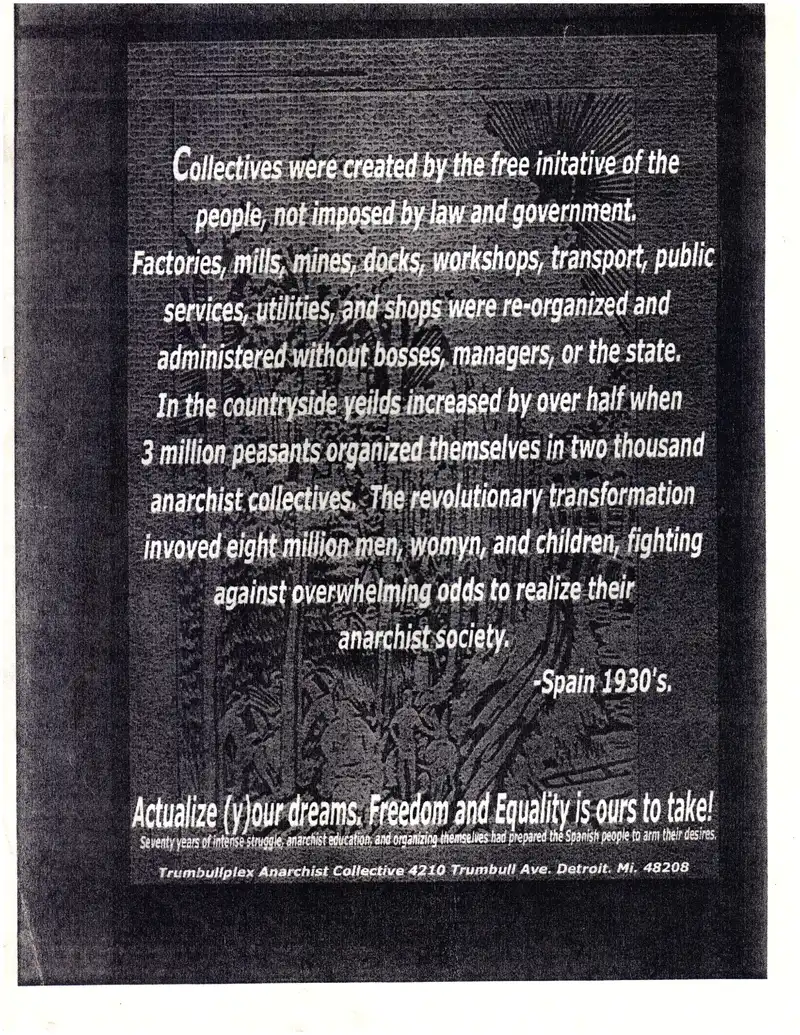 Collectives were created by the free initative of the
people, not imposed by law and government.
Factories, mills, mines, docks, workshops, transport, public
services, utilities, and shops were re-organized and
administered without bosses, managers, or the state.
In the countryside yeilds increased by over half when
3 million peasants organized themselves in two thousand
anarchist collectives. The revolutionary transformation
invoved eight million men, womyn, and children, fighting
against overwhelming odds to realize their
anarchist society.
-Spain 1930's.
Actualize (y)our dreams. Freedom and Equality is ours to take!
Seventy years of intense struggle, anarchist education, and organizing themselves had prepared the Spanish people to arm their desires.
Trumbullplex Anarchist Collective 4210 Trumbull Ave. Detroit. Mi. 48208